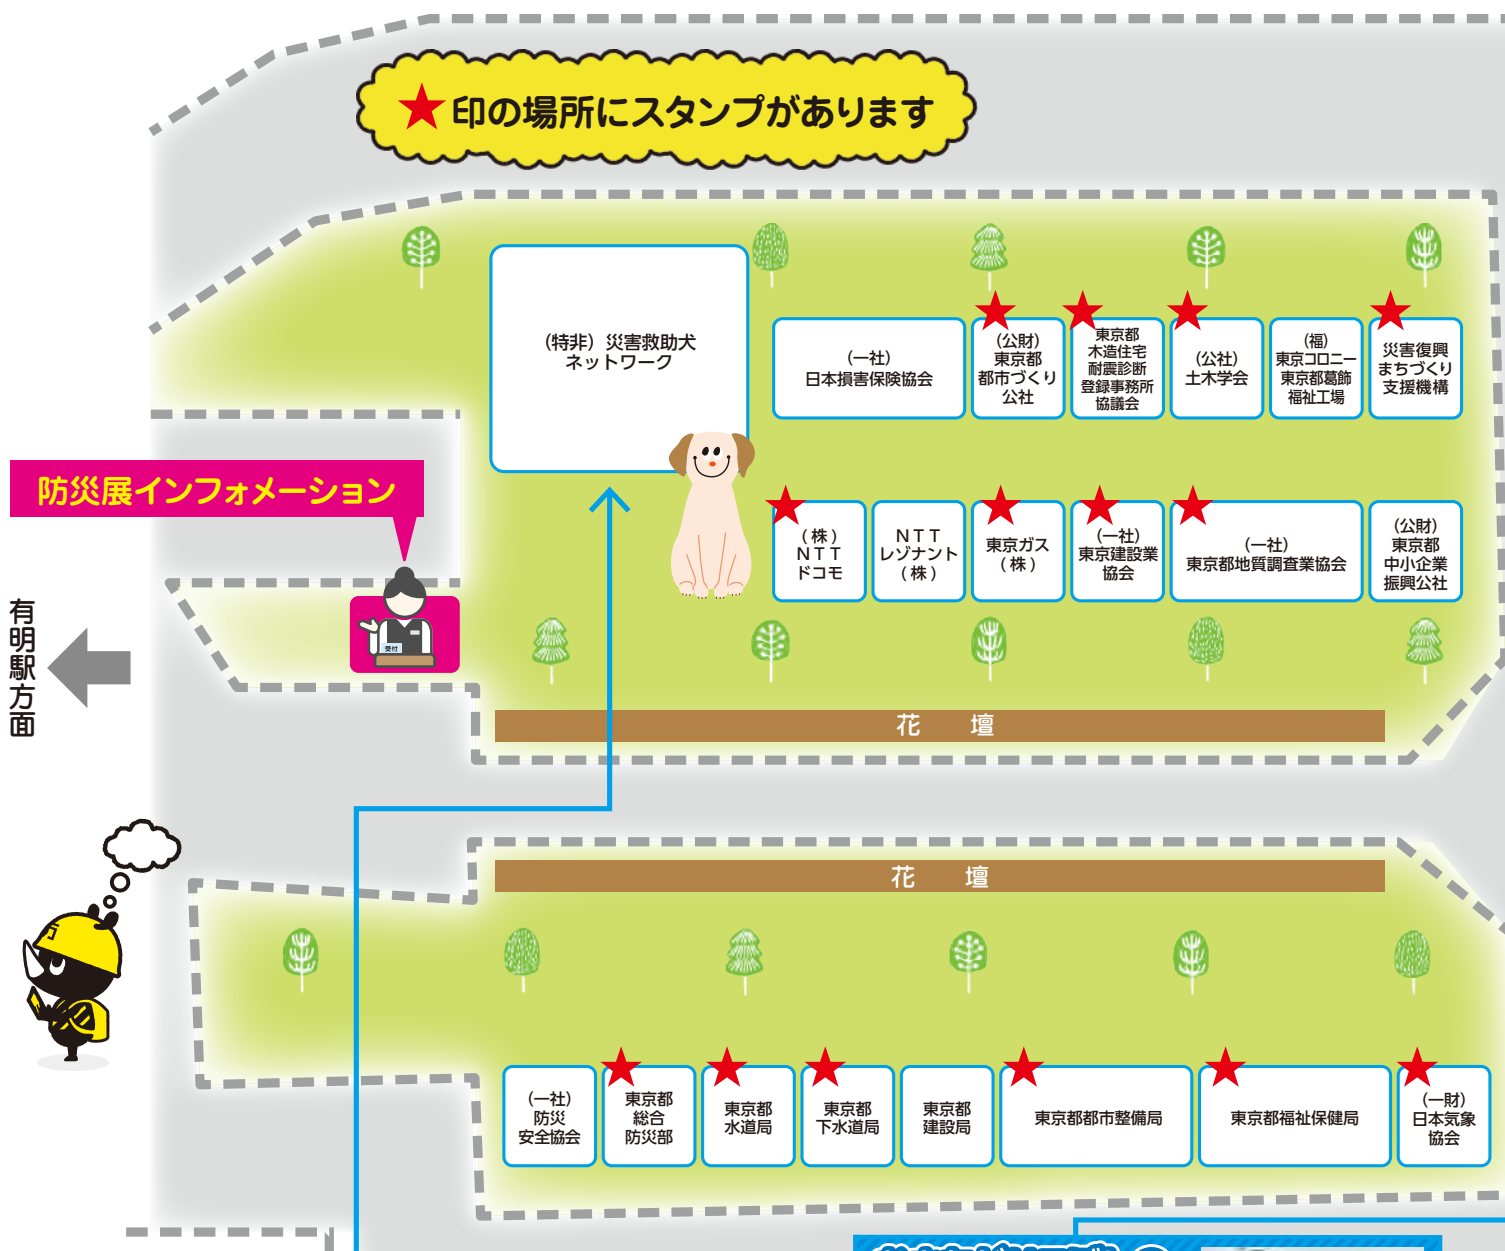 ★印の場所にスタンプがあります
（特非）災害救助犬
ネットワーク
（一社）
日本損害保険協会
（公財）
東京都
都市づくり
公社
東京都
木造住宅
耐震診断
登録事務所
協議会
（公社）
土木学会
（福）
東京コロニー
東京都葛飾
福祉工場
災害復興
まちづくり
支援機構
防災展インフォメーション
（株）
ＮＴＴ
ドコモ
ＮＴＴ
レゾナント
（株）
東京ガス
（株）
（一社）
東京建設業
協会
（一社）
東京都地質調査業協会
（公財）
東京都
中小企業
振興公社
受付
有明駅方面
花　壇
花　壇
（一社）
防災
安全協会
東京都
総合
防災部
東京都
水道局
東京都
下水道局
東京都
建設局
東京都都市整備局
東京都福祉保健局
（一財）
日本気象
協会